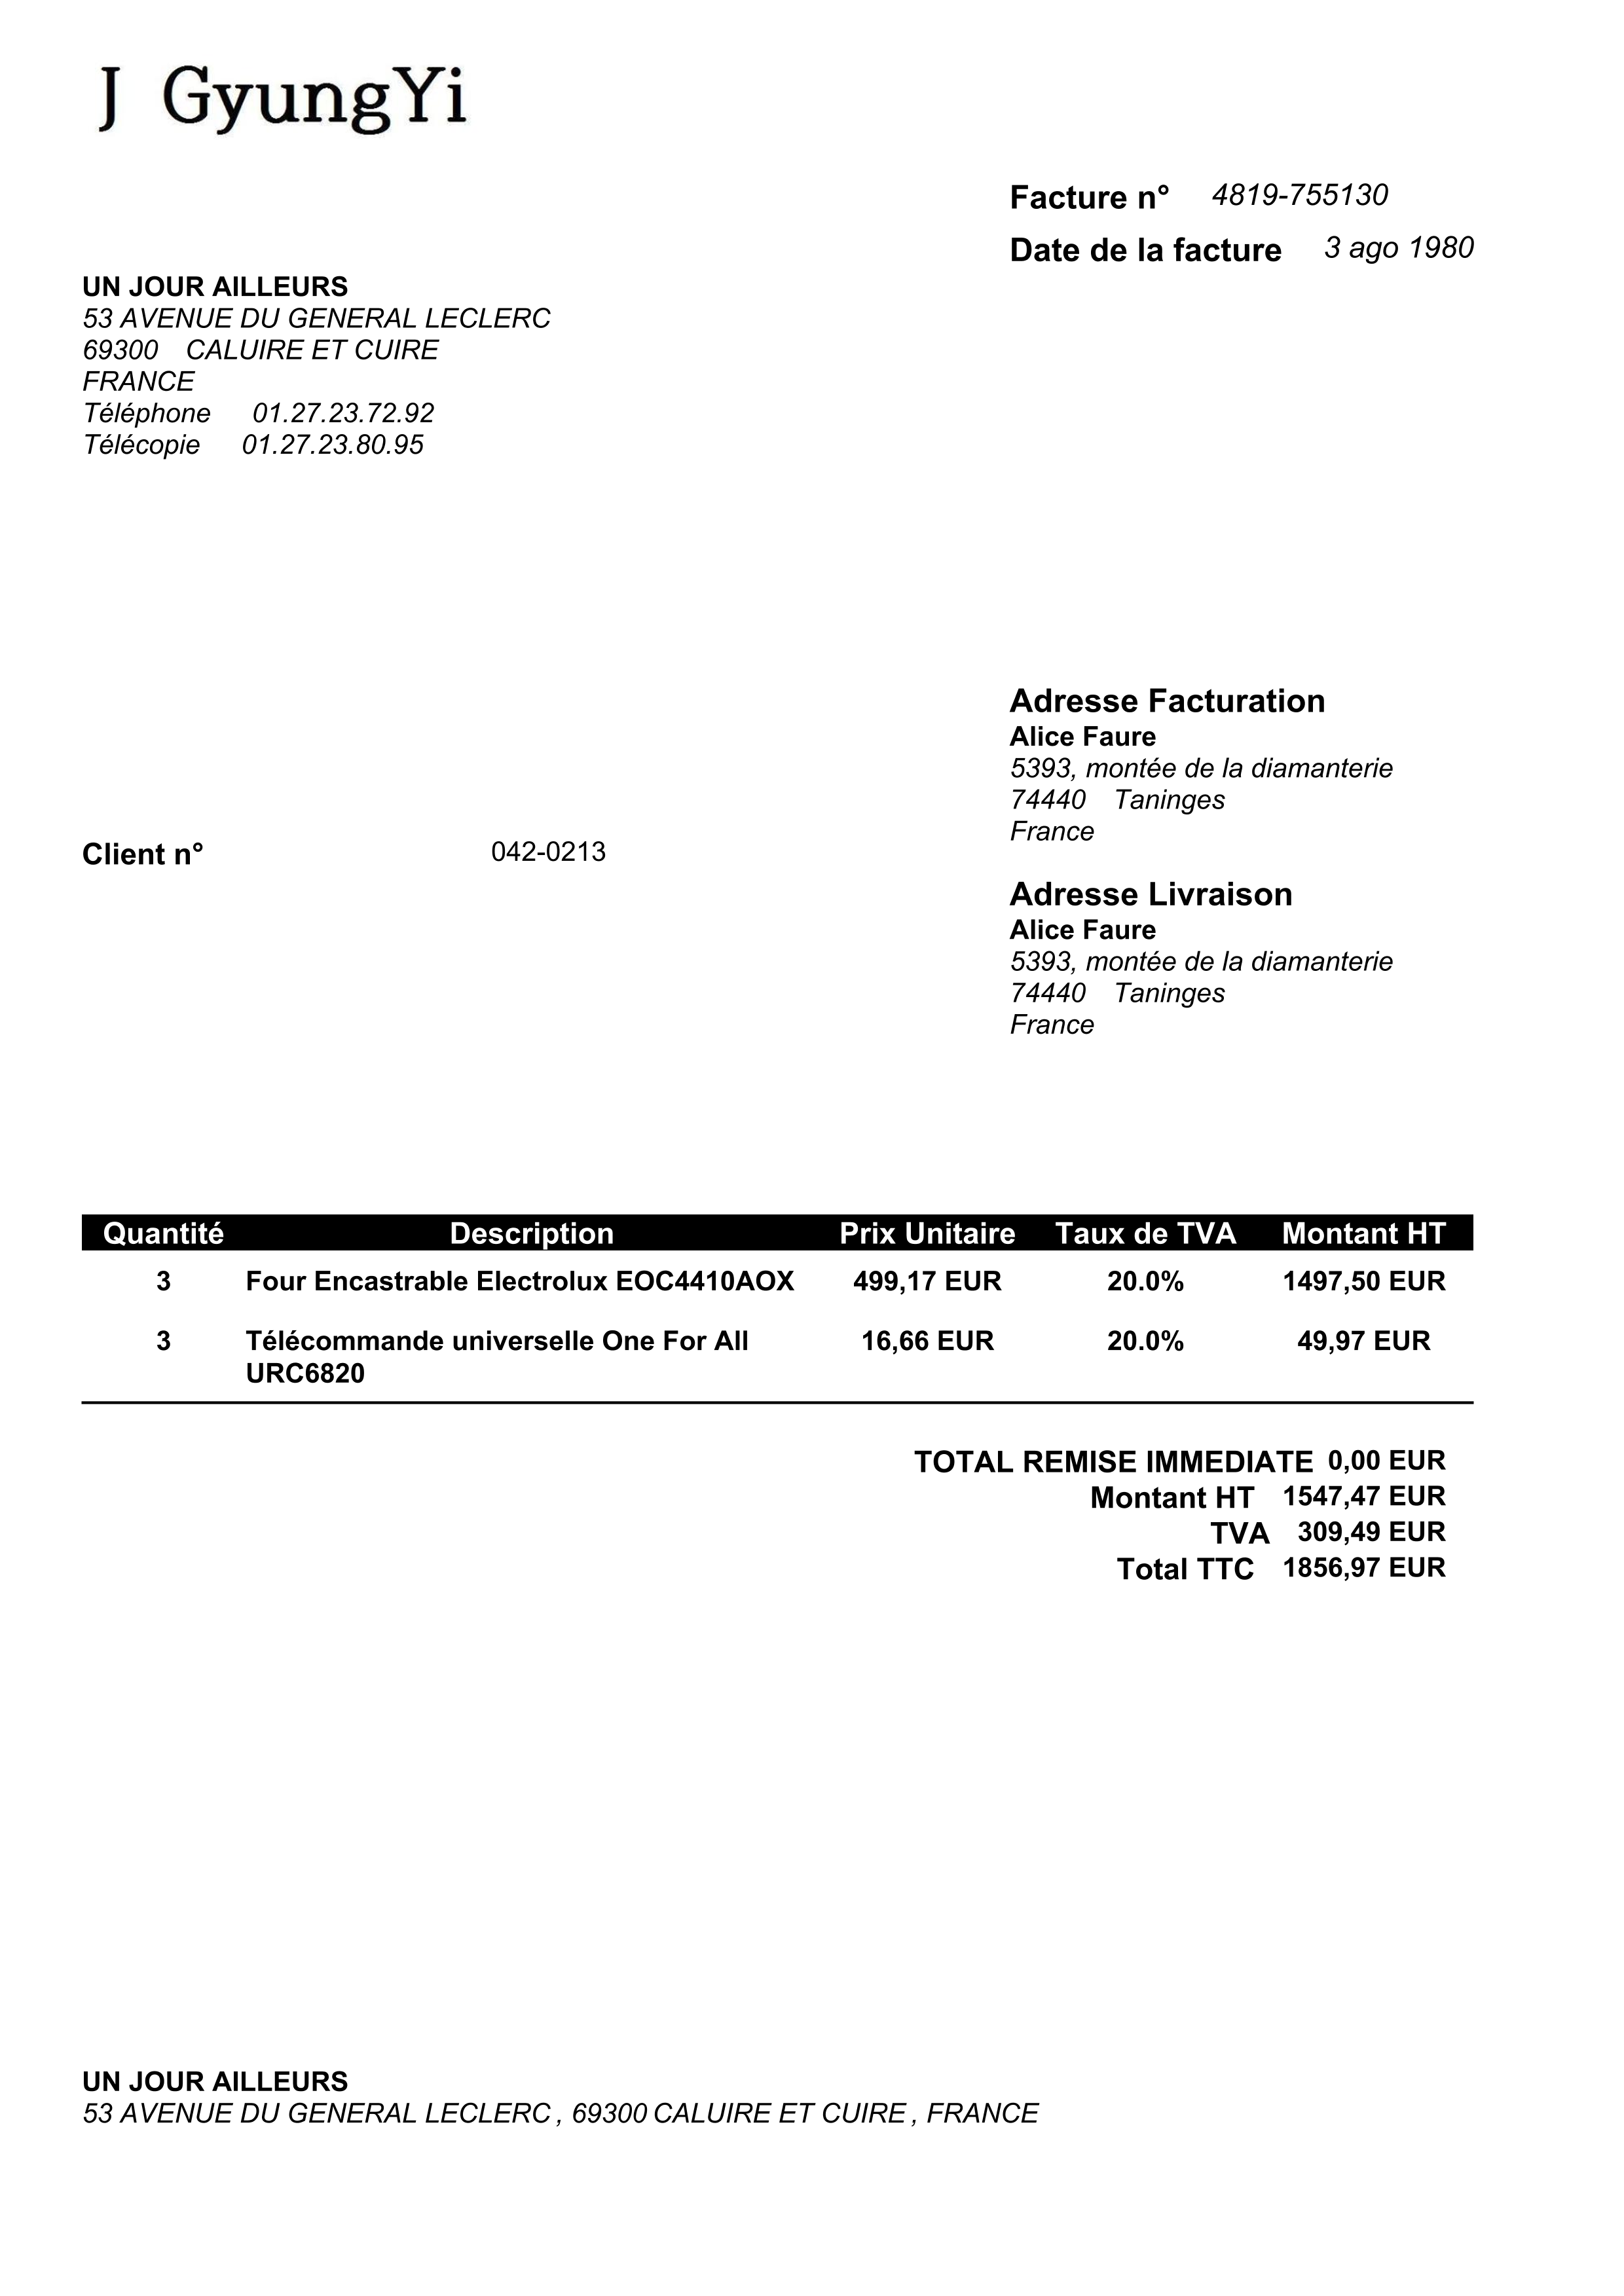 J GyungYi
Facture n° 4819-755130
Date de la facture 3 ago 1980
UN JOUR AILLEURS
53 AVENUE DU GENERAL LECLERC
69300 CALUIRE ET CUIRE
FRANCE
Téléphone 01.27.23.72.92
Télécopie 01.27.23.80.95
Adresse Facturation
Alice Faure
5393, montée de la diamanterie
74440 Taninges
France
Client n° 042-0213
Adresse Livraison
Alice Faure
5393, montée de la diamanterie
74440 Taninges
France
Quantité Description Prix Unitaire Taux de TVA Montant HT
3 Four Encastrable Electrolux EOC4410AOX 499,17 EUR 20.0% 1497,50 EUR
3 Télécommande universelle One For All 16,66 EUR 20.0% 49,97 EUR
URC6820
TOTAL REMISE IMMEDIATE 0,00 EUR
Montant HT 1547,47 EUR
TVA 309,49 EUR
Total TTC 1856,97 EUR
UN JOUR AILLEURS
53 AVENUE DU GENERAL LECLERC , 69300 CALUIRE ET CUIRE , FRANCE